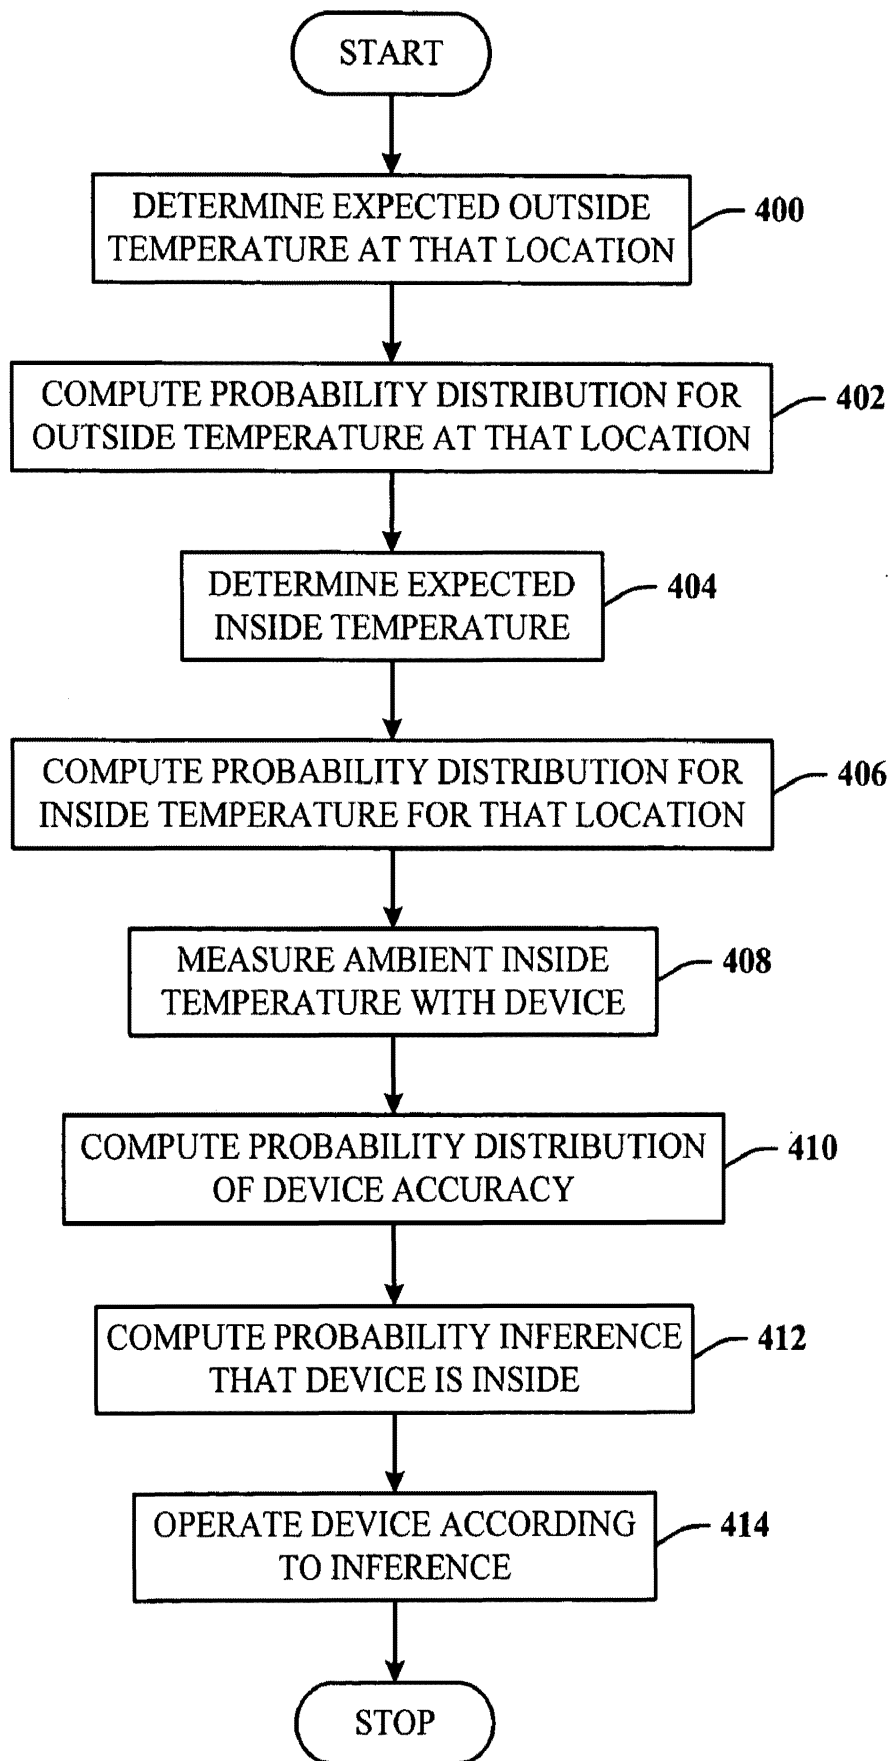 START
DETERMINE EXPECTED OUTSIDE
TEMPERATURE AT THAT LOCATION
400
COMPUTE PROBABILITY DISTRIBUTION FOR
OUTSIDE TEMPERATURE AT THAT LOCATION
402
DETERMINE EXPECTED
INSIDE TEMPERATURE
404
COMPUTE PROBABILITY DISTRIBUTION FOR
INSIDE TEMPERATURE FOR THAT LOCATION
406
MEASURE AMBIENT INSIDE
TEMPERATURE WITH DEVICE
408
COMPUTE PROBABILITY DISTRIBUTION
OF DEVICE ACCURACY
410
COMPUTE PROBABILITY INFERENCE
THAT DEVICE IS INSIDE
412
OPERATE DEVICE ACCORDING
TO INFERENCE
414
STOP